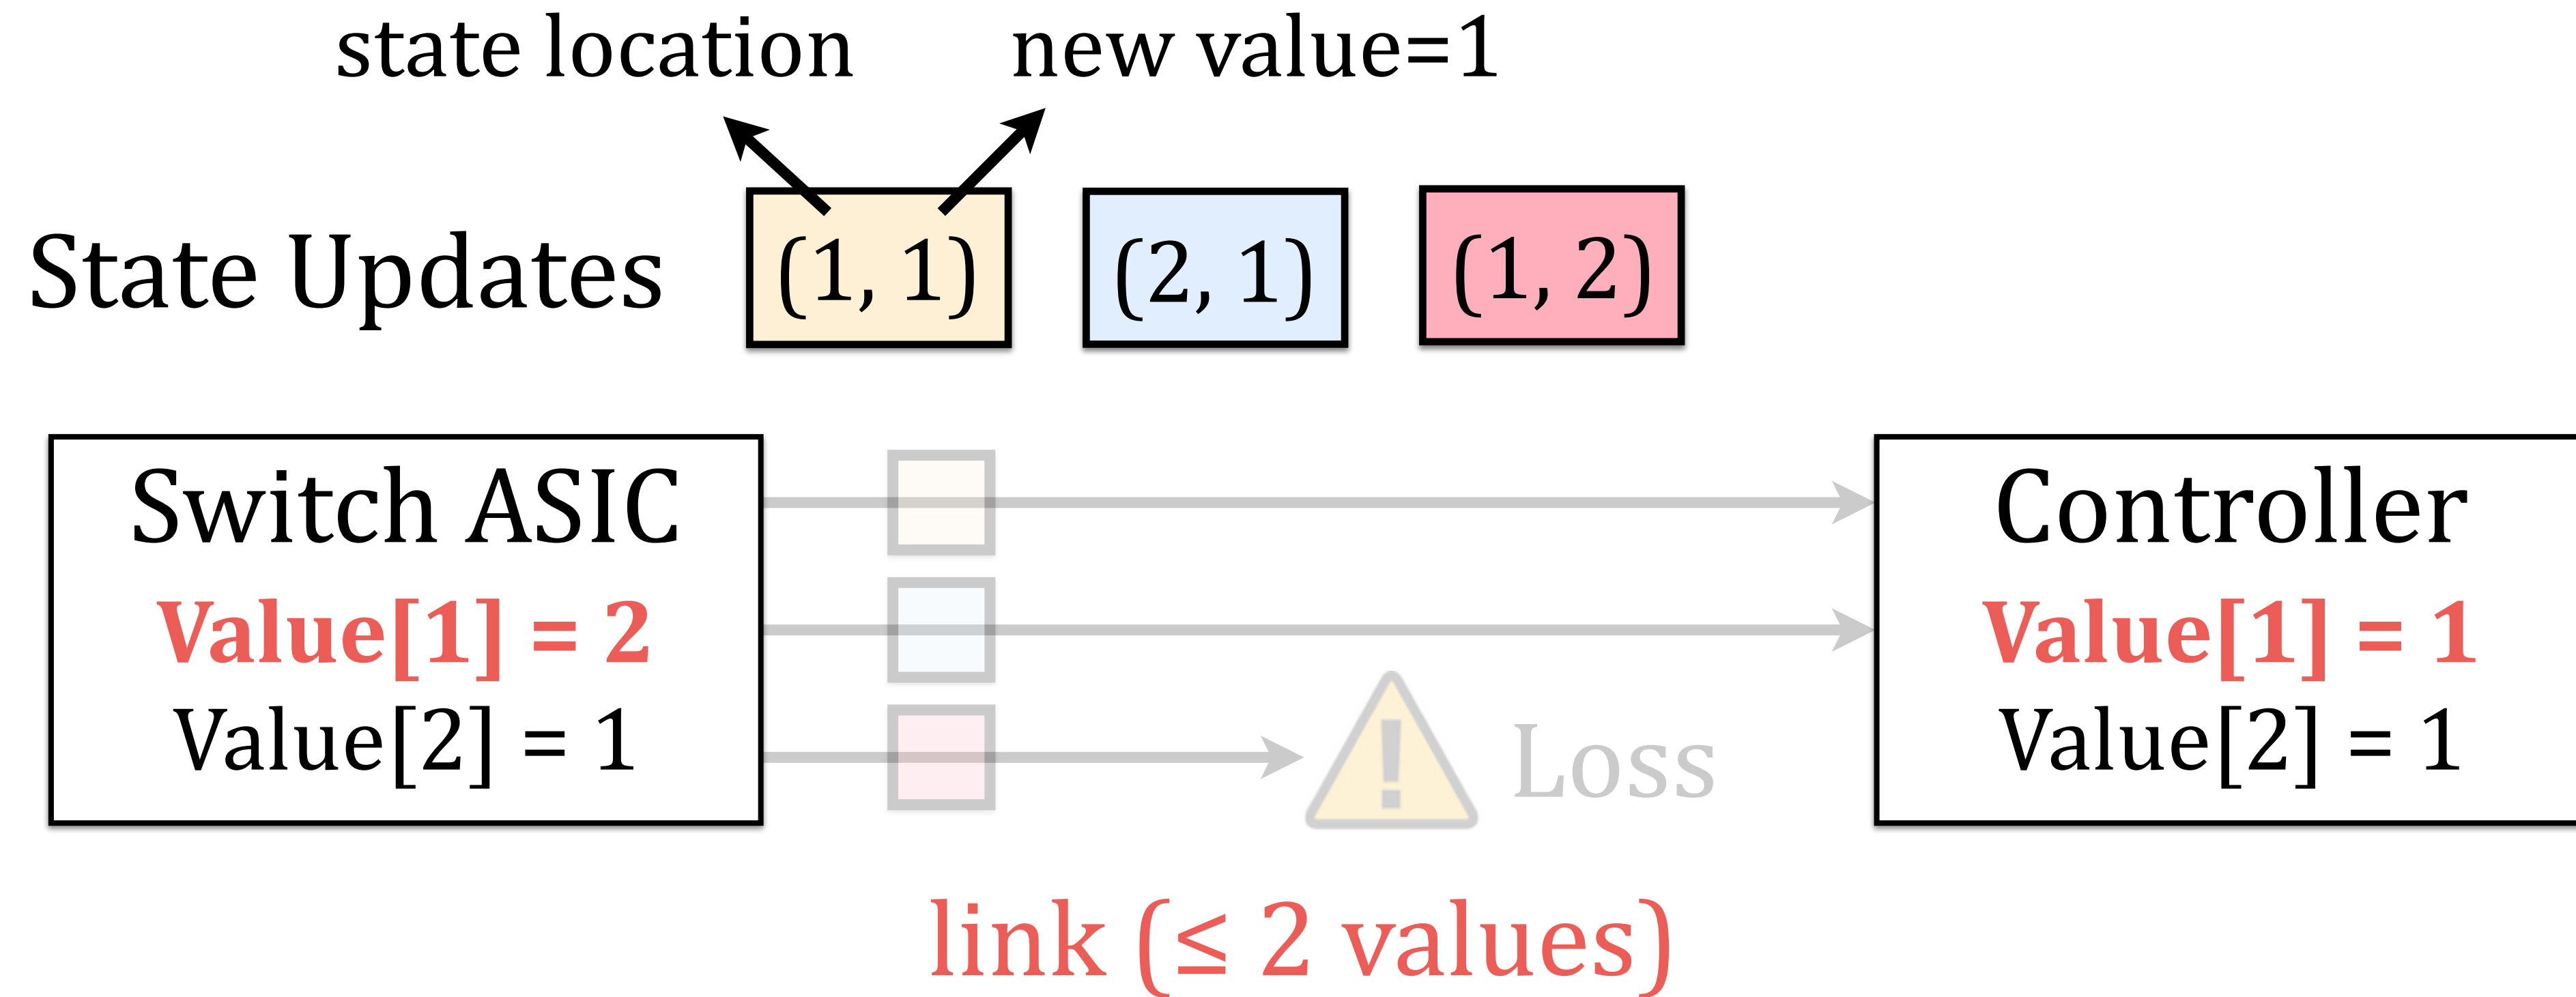 state location new value=1
State Updates (1, 1) (2, 1) (1, 2)
Switch ASIC
Value[1] = 2
Value[2] = 1
!
Loss
Controller
Value[1] = 1
Value[2] = 1
link (≤ 2 values)